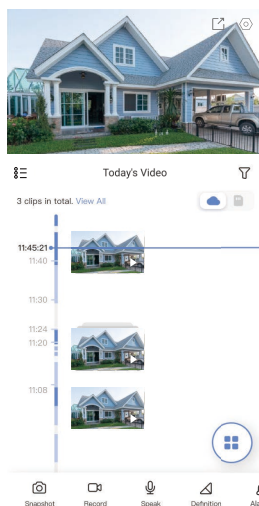 Today's Video
3 clips in total. View All
11:45:21
11:40
11:30
11:24
11:20
11:08
Snapshot
Record
Speak
Definition